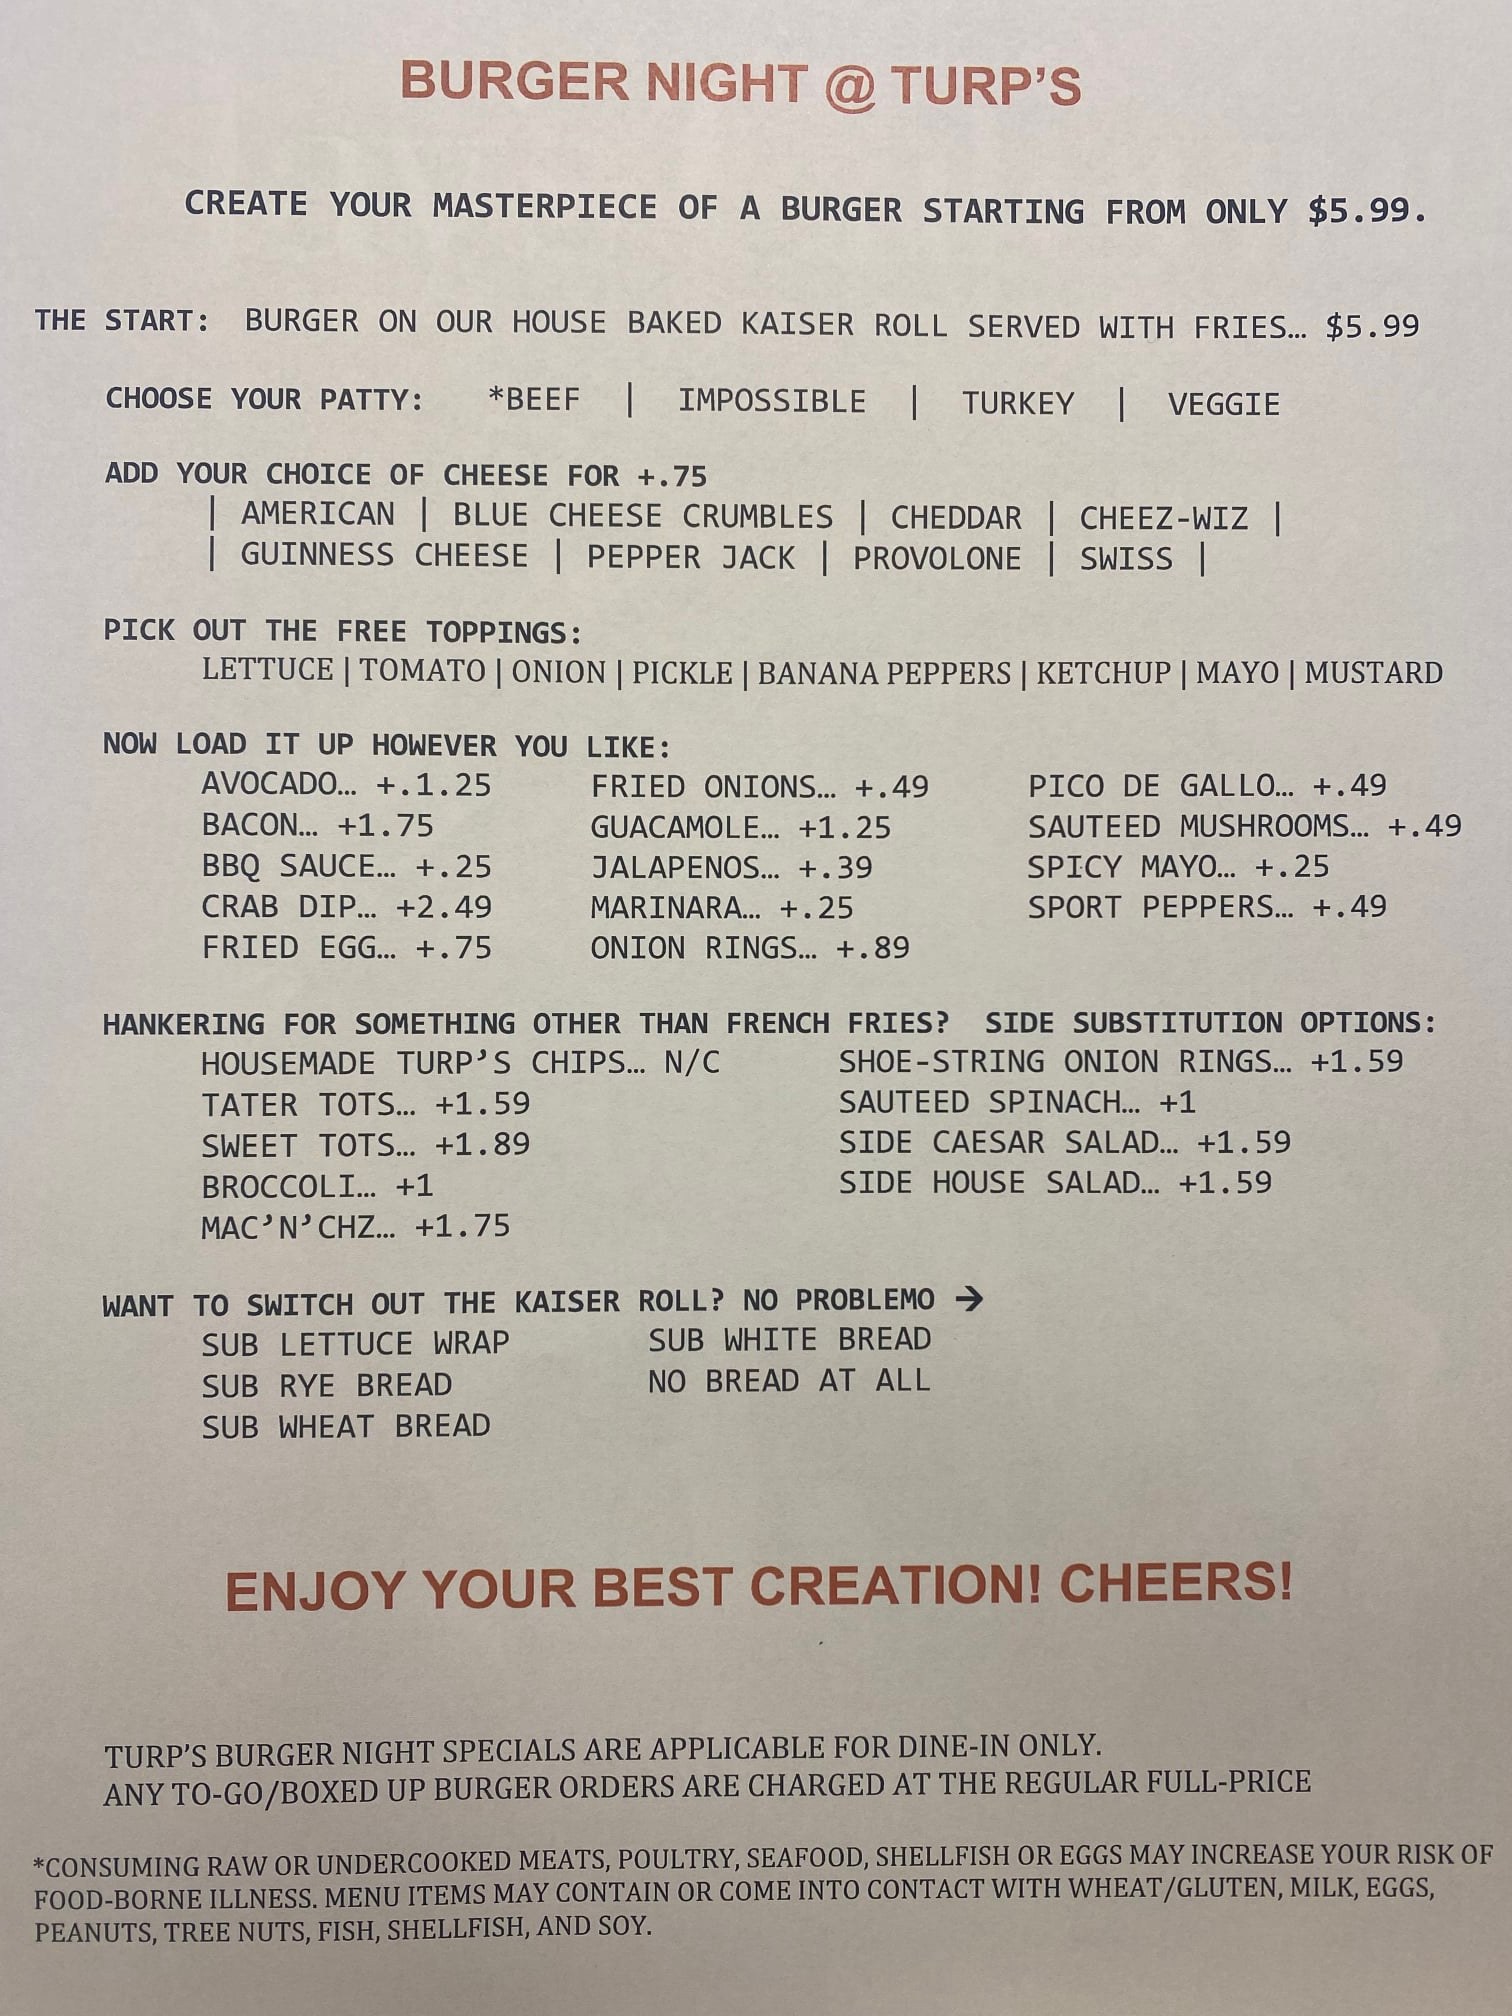 BURGER NIGHT @ TURP'S
CREATE YOUR MASTERPIECE OF A BURGER STARTING FROM ONLY $5.99.
THE START: BURGER ON OUR HOUSE BAKED KAISER ROLL SERVED WITH FRIES… $5.99
CHOOSE YOUR PATTY: *BEEF | IMPOSSIBLE | TURKEY | VEGGIE
ADD YOUR CHOICE OF CHEESE FOR +.75
| AMERICAN | BLUE CHEESE CRUMBLES | CHEDDAR | CHEEZ-WIZ |
| GUINNESS CHEESE | PEPPER JACK | PROVOLONE | SWISS |
PICK OUT THE FREE TOPPINGS:
LETTUCE | TOMATO | ONION | PICKLE | BANANA PEPPERS | KETCHUP | MAYO | MUSTARD
NOW LOAD IT UP HOWEVER YOU LIKE:
AVOCADO… +.1.25 FRIED ONIONS… +.49 PICO DE GALLO… +.49
BACON… +1.75 GUACAMOLE… +1.25 SAUTEED MUSHROOMS… +.49
BBQ SAUCE… +.25 JALAPENOS… +.39 SPICY MAYO… +.25
CRAB DIP… +2.49 MARINARA… +.25 SPORT PEPPERS… +.49
FRIED EGG… +.75 ONION RINGS… +.89
HANKERING FOR SOMETHING OTHER THAN FRENCH FRIES? SIDE SUBSTITUTION OPTIONS:
HOUSEMADE TURP'S CHIPS… N/C SHOE-STRING ONION RINGS… +1.59
TATER TOTS… +1.59 SAUTEED SPINACH… +1
SWEET TOTS… +1.89 SIDE CAESAR SALAD… +1.59
BROCCOLI… +1 SIDE HOUSE SALAD… +1.59
MAC'N'CHZ… +1.75
WANT TO SWITCH OUT THE KAISER ROLL? NO PROBLEMO →
SUB LETTUCE WRAP SUB WHITE BREAD
SUB RYE BREAD NO BREAD AT ALL
SUB WHEAT BREAD
ENJOY YOUR BEST CREATION! CHEERS!
TURP'S BURGER NIGHT SPECIALS ARE APPLICABLE FOR DINE-IN ONLY.
ANY TO-GO/BOXED UP BURGER ORDERS ARE CHARGED AT THE REGULAR FULL-PRICE
*CONSUMING RAW OR UNDERCOOKED MEATS, POULTRY, SEAFOOD, SHELLFISH OR EGGS MAY INCREASE YOUR RISK OF
FOOD-BORNE ILLNESS. MENU ITEMS MAY CONTAIN OR COME INTO CONTACT WITH WHEAT/GLUTEN, MILK, EGGS,
PEANUTS, TREE NUTS, FISH, SHELLFISH, AND SOY.